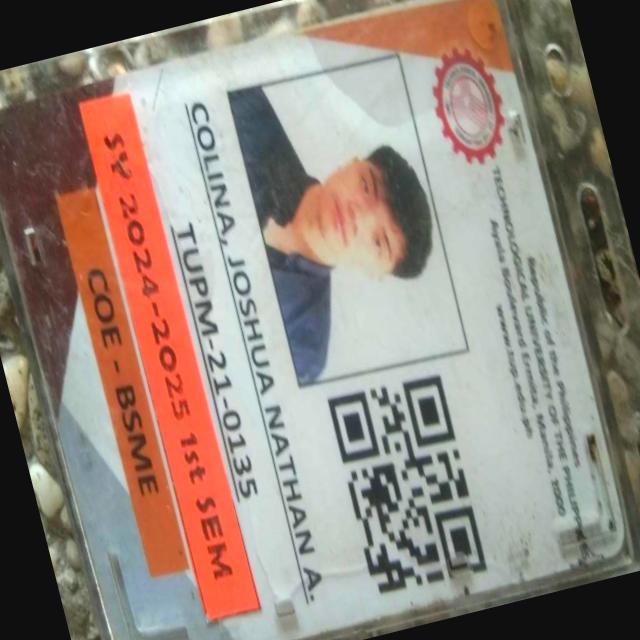 Republic of the Philippines
TECHNOLOGICAL UNIVERSITY OF THE PHILIPPINES
Ayala Boulevard Ermita, Manila, 1000
www.tup.edu.ph
COLINA, JOSHUA NATHAN A.
TUPM-21-0135
SY 2024-2025 1st SEM
COE - BSME